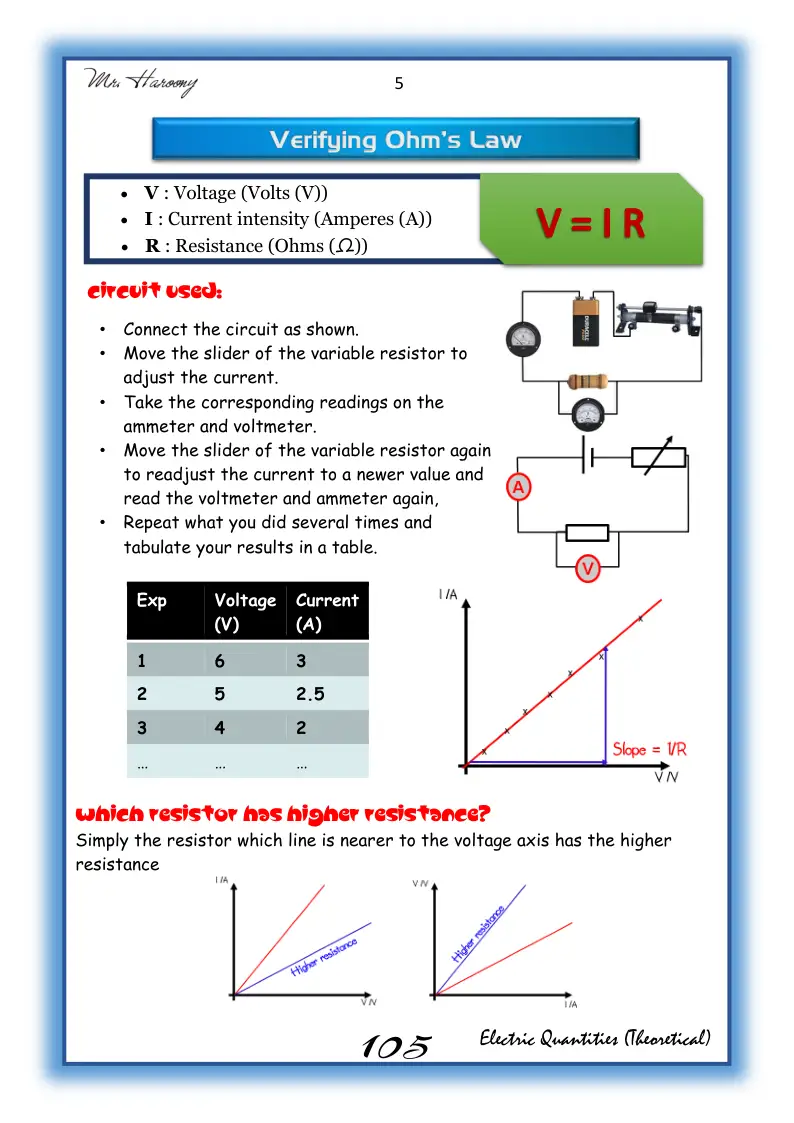 Mr. Haroony
5
Verifying Ohm's Law
• V : Voltage (Volts (V))
• I : Current intensity (Amperes (A))
• R : Resistance (Ohms (Ω))
V = I R
Circuit used:
• Connect the circuit as shown.
• Move the slider of the variable resistor to
adjust the current.
• Take the corresponding readings on the
ammeter and voltmeter.
• Move the slider of the variable resistor again
to readjust the current to a newer value and
read the voltmeter and ammeter again,
• Repeat what you did several times and
tabulate your results in a table.
DURACELL
A
V
Exp Voltage (V) Current (A)
1 6 3
2 5 2.5
3 4 2
... ... ...
I /A
Slope = 1/R
V /V
Which resistor has higher resistance?
Simply the resistor which line is nearer to the voltage axis has the higher
resistance
I /A
Higher resistance
V /V
V /V
Higher resistance
I /A
105
Electric Quantities (Theoretical)